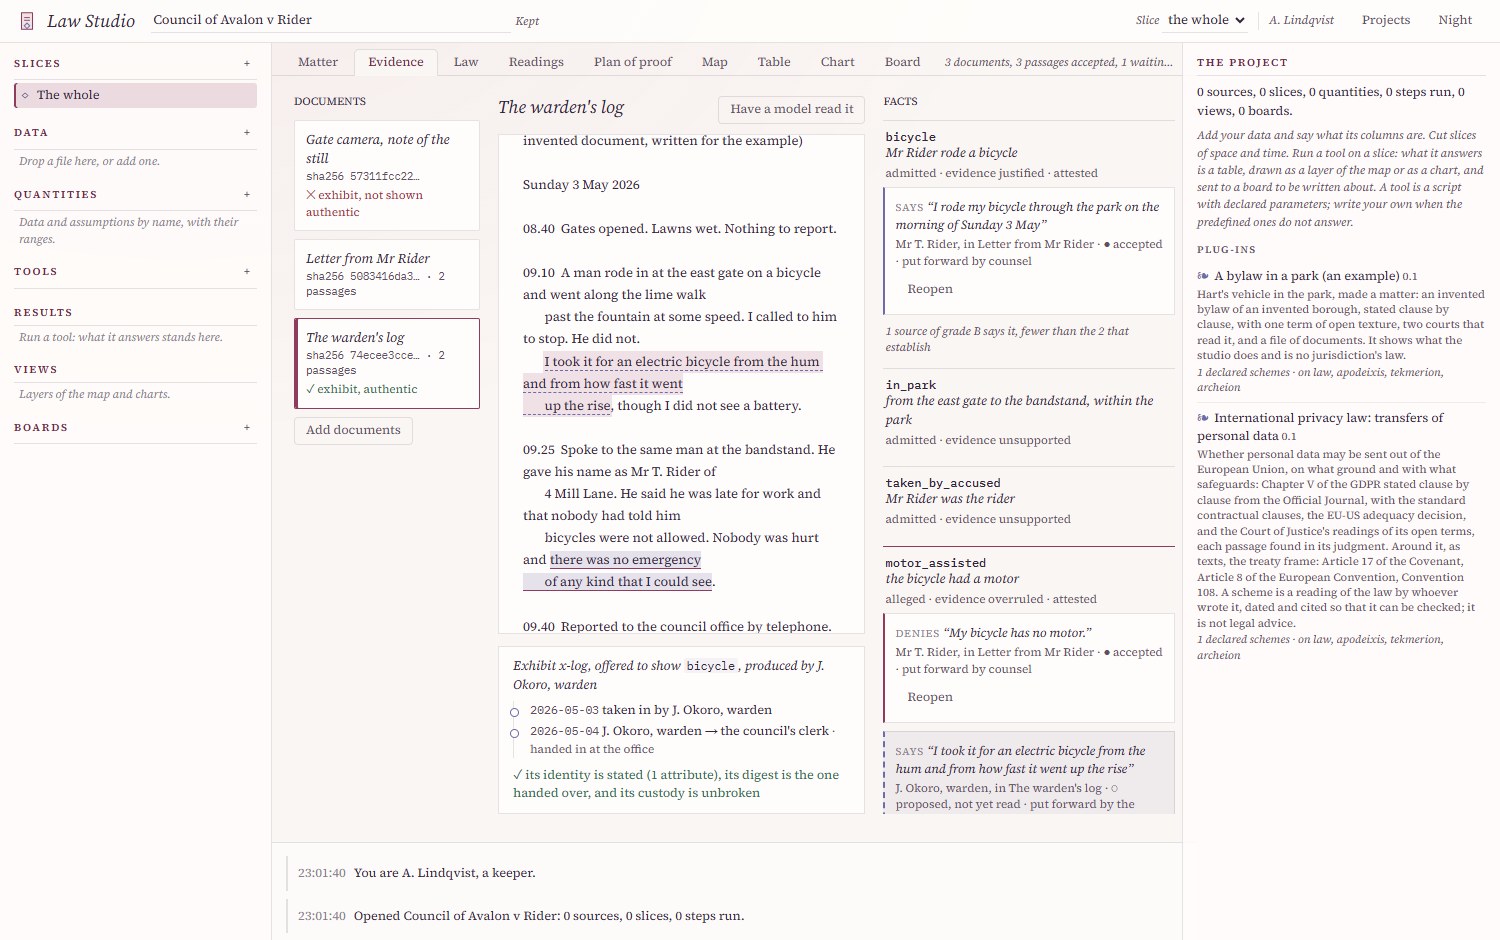 Law Studio
Council of Avalon v Rider
Kept
Slice the whole
A. Lindqvist
Projects
Night
SLICES +
◇ The whole
DATA +
Drop a file here, or add one.
QUANTITIES +
Data and assumptions by name, with their
ranges.
TOOLS +
RESULTS
Run a tool: what it answers stands here.
VIEWS
Layers of the map and charts.
BOARDS +
Matter
Evidence
Law
Readings
Plan of proof
Map
Table
Chart
Board
3 documents, 3 passages accepted, 1 waitin…
DOCUMENTS
Gate camera, note of the
still
sha256 57311fcc22…
✕ exhibit, not shown
authentic
Letter from Mr Rider
sha256 5083416da3… · 2
passages
The warden's log
sha256 74ecee3cce… · 2
passages
✓ exhibit, authentic
Add documents
The warden's log
Have a model read it
invented document, written for the example)
Sunday 3 May 2026
08.40 Gates opened. Lawns wet. Nothing to report.
09.10 A man rode in at the east gate on a bicycle
and went along the lime walk
past the fountain at some speed. I called to him
to stop. He did not.
I took it for an electric bicycle from the hum
and from how fast it went
up the rise, though I did not see a battery.
09.25 Spoke to the same man at the bandstand. He
gave his name as Mr T. Rider of
4 Mill Lane. He said he was late for work and
that nobody had told him
bicycles were not allowed. Nobody was hurt
and there was no emergency
of any kind that I could see.
09.40 Reported to the council office by telephone.
Exhibit x-log, offered to show bicycle, produced by J.
Okoro, warden
2026-05-03 taken in by J. Okoro, warden
2026-05-04 J. Okoro, warden → the council's clerk ·
handed in at the office
✓ its identity is stated (1 attribute), its digest is the one
handed over, and its custody is unbroken
FACTS
bicycle
Mr Rider rode a bicycle
admitted · evidence justified · attested
SAYS “I rode my bicycle through the park on the
morning of Sunday 3 May”
Mr T. Rider, in Letter from Mr Rider · ● accepted
· put forward by counsel
Reopen
1 source of grade B says it, fewer than the 2 that
establish
in_park
from the east gate to the bandstand, within the
park
admitted · evidence unsupported
taken_by_accused
Mr Rider was the rider
admitted · evidence unsupported
motor_assisted
the bicycle had a motor
alleged · evidence overruled · attested
DENIES “My bicycle has no motor.”
Mr T. Rider, in Letter from Mr Rider · ● accepted
· put forward by counsel
Reopen
SAYS “I took it for an electric bicycle from the
hum and from how fast it went up the rise”
J. Okoro, warden, in The warden's log · ○
proposed, not yet read · put forward by the
THE PROJECT
0 sources, 0 slices, 0 quantities, 0 steps run, 0
views, 0 boards.
Add your data and say what its columns are. Cut slices
of space and time. Run a tool on a slice: what it answers
is a table, drawn as a layer of the map or as a chart, and
sent to a board to be written about. A tool is a script
with declared parameters; write your own when the
predefined ones do not answer.
PLUG-INS
❧ A bylaw in a park (an example) 0.1
Hart's vehicle in the park, made a matter: an invented
bylaw of an invented borough, stated clause by
clause, with one term of open texture, two courts that
read it, and a file of documents. It shows what the
studio does and is no jurisdiction's law.
1 declared schemes · on law, apodeixis, tekmerion,
archeion
❧ International privacy law: transfers of
personal data 0.1
Whether personal data may be sent out of the
European Union, on what ground and with what
safeguards: Chapter V of the GDPR stated clause by
clause from the Official Journal, with the standard
contractual clauses, the EU-US adequacy decision,
and the Court of Justice's readings of its open terms,
each passage found in its judgment. Around it, as
texts, the treaty frame: Article 17 of the Covenant,
Article 8 of the European Convention, Convention
108. A scheme is a reading of the law by whoever
wrote it, dated and cited so that it can be checked; it
is not legal advice.
1 declared schemes · on law, apodeixis, tekmerion,
archeion
23:01:40 You are A. Lindqvist, a keeper.
23:01:40 Opened Council of Avalon v Rider: 0 sources, 0 slices, 0 steps run.